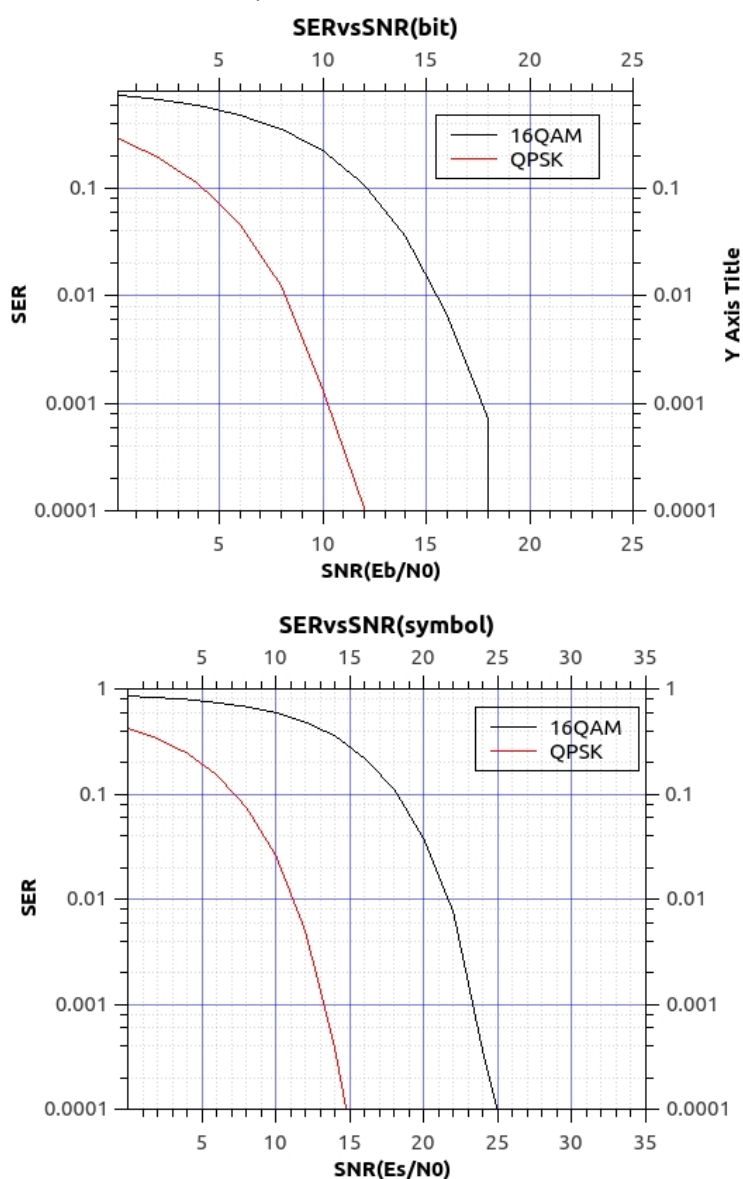 SERvsSNR(bit)
5 10 15 20 25
16QAM
QPSK
0.1 0.1
0.01 0.01
0.001 0.001
0.0001 0.0001
SER
Y Axis Title
5 10 15 20 25
SNR(Eb/N0)
SERvsSNR(symbol)
5 10 15 20 25 30 35
1 1
16QAM
QPSK
0.1 0.1
0.01 0.01
0.001 0.001
0.0001 0.0001
SER
5 10 15 20 25 30 35
SNR(Es/N0)